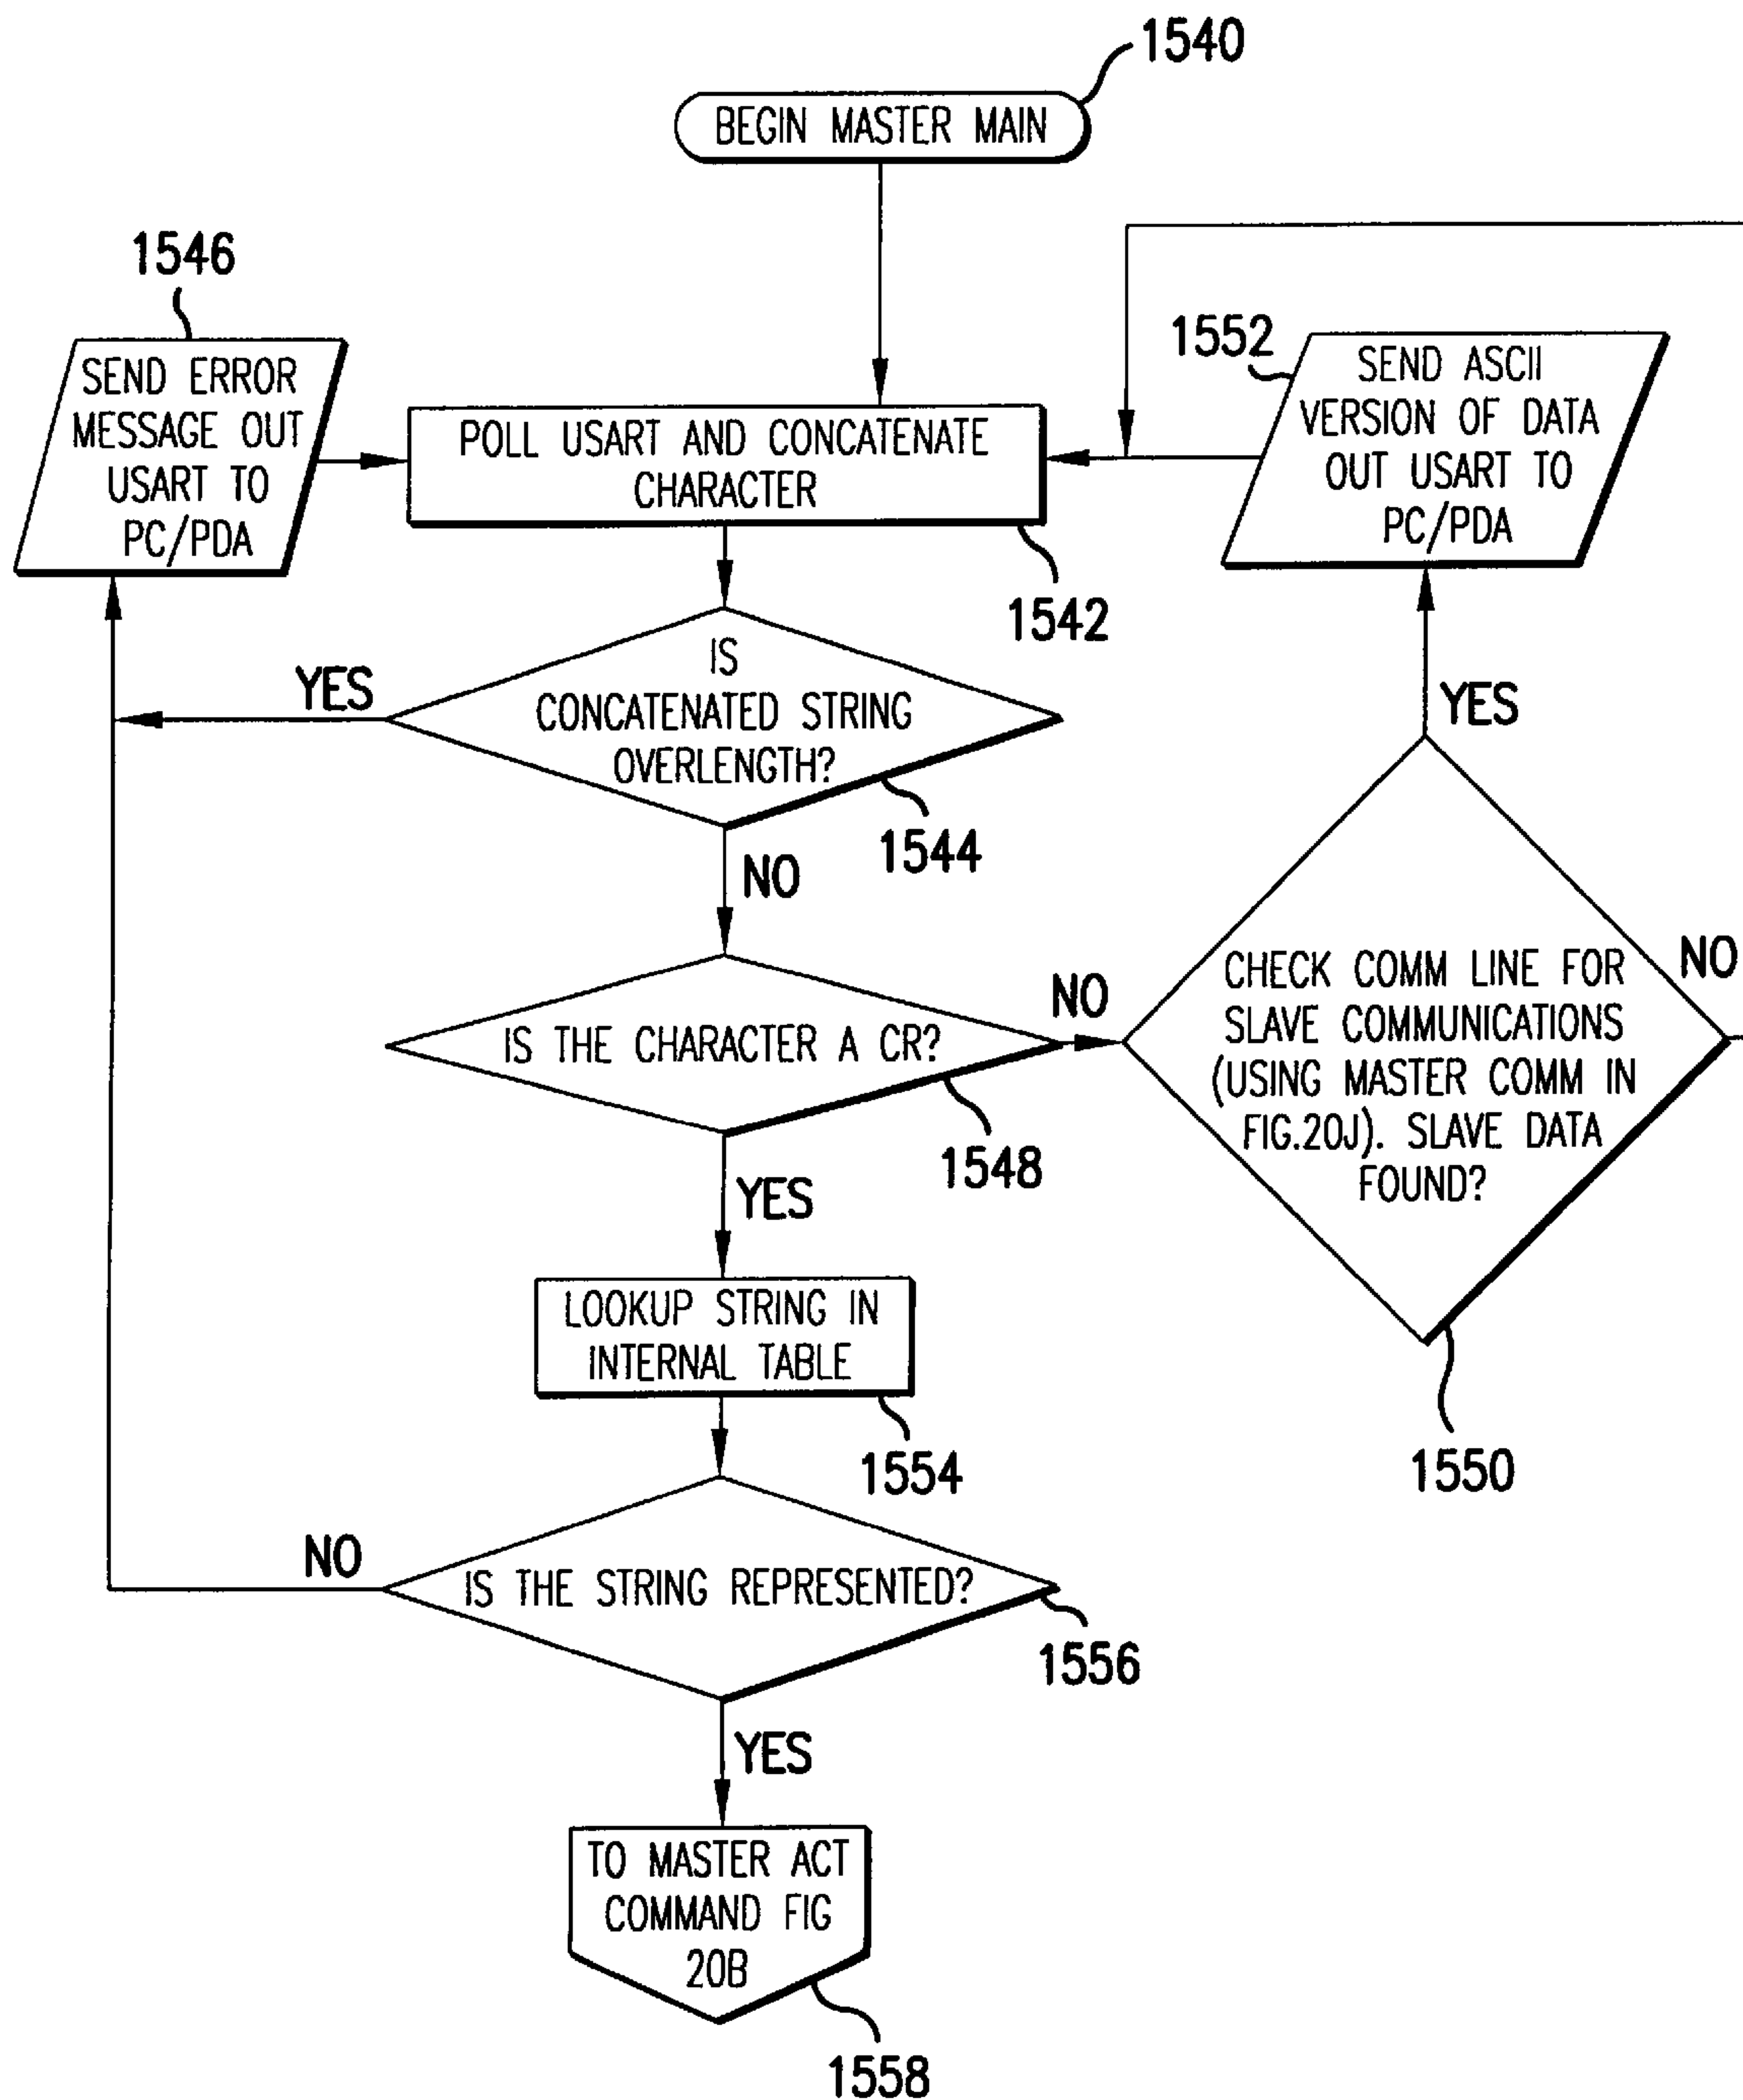 1540
BEGIN MASTER MAIN
1546
SEND ERROR
MESSAGE OUT
USART TO
PC/PDA
POLL USART AND CONCATENATE
CHARACTER
1542
1552
SEND ASCII
VERSION OF DATA
OUT USART TO
PC/PDA
YES
IS
CONCATENATED STRING
OVERLENGTH?
1544
NO
YES
IS THE CHARACTER A CR?
1548
NO
CHECK COMM LINE FOR
SLAVE COMMUNICATIONS
(USING MASTER COMM IN
FIG.20J). SLAVE DATA
FOUND?
NO
1550
YES
LOOKUP STRING IN
INTERNAL TABLE
1554
NO
IS THE STRING REPRESENTED?
1556
YES
TO MASTER ACT
COMMAND FIG
20B
1558